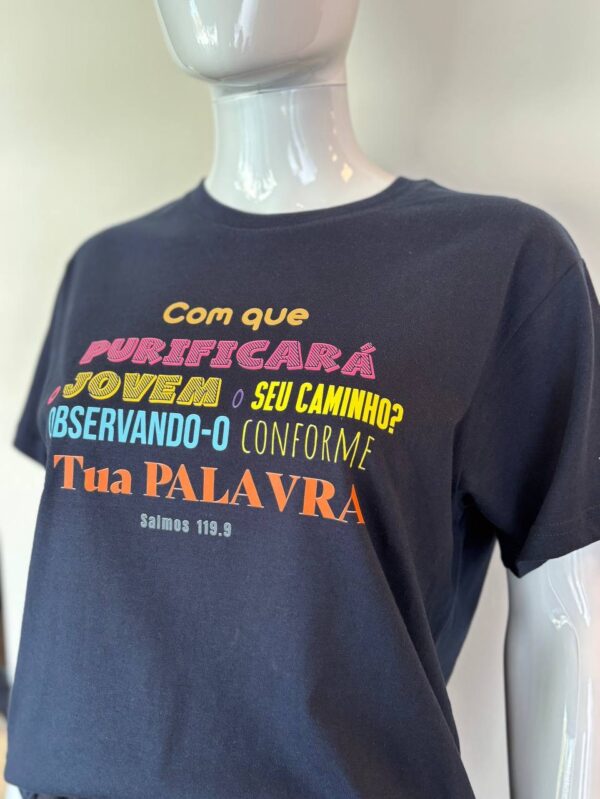 Com que
PURIFICARÁ
O JOVEM O SEU CAMINHO?
OBSERVANDO-O CONFORME
Tua PALAVRA
Salmos 119.9